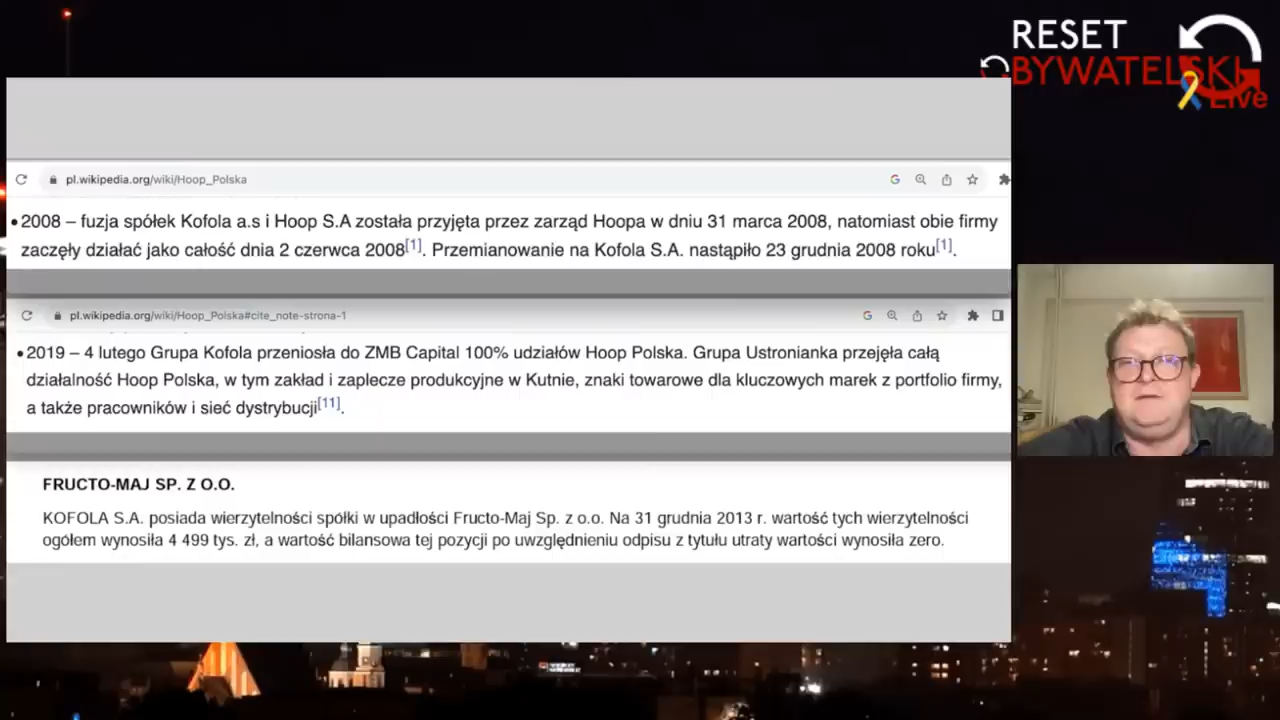 RESET
OBYWATELSKI
Live
pl.wikipedia.org/wiki/Hoop_Polska
• 2008 – fuzja spółek Kofola a.s i Hoop S.A została przyjęta przez zarząd Hoopa w dniu 31 marca 2008, natomiast obie firmy
zaczęły działać jako całość dnia 2 czerwca 2008[1]. Przemianowanie na Kofola S.A. nastąpiło 23 grudnia 2008 roku[1].
pl.wikipedia.org/wiki/Hoop_Polska#cite_note-strona-1
• 2019 – 4 lutego Grupa Kofola przeniosła do ZMB Capital 100% udziałów Hoop Polska. Grupa Ustronianka przejęła całą
działalność Hoop Polska, w tym zakład i zaplecze produkcyjne w Kutnie, znaki towarowe dla kluczowych marek z portfolio firmy,
a także pracowników i sieć dystrybucji[11].
FRUCTO-MAJ SP. Z O.O.
KOFOLA S.A. posiada wierzytelności spółki w upadłości Fructo-Maj Sp. z o.o. Na 31 grudnia 2013 r. wartość tych wierzytelności
ogółem wynosiła 4 499 tys. zł, a wartość bilansowa tej pozycji po uwzględnieniu odpisu z tytułu utraty wartości wynosiła zero.